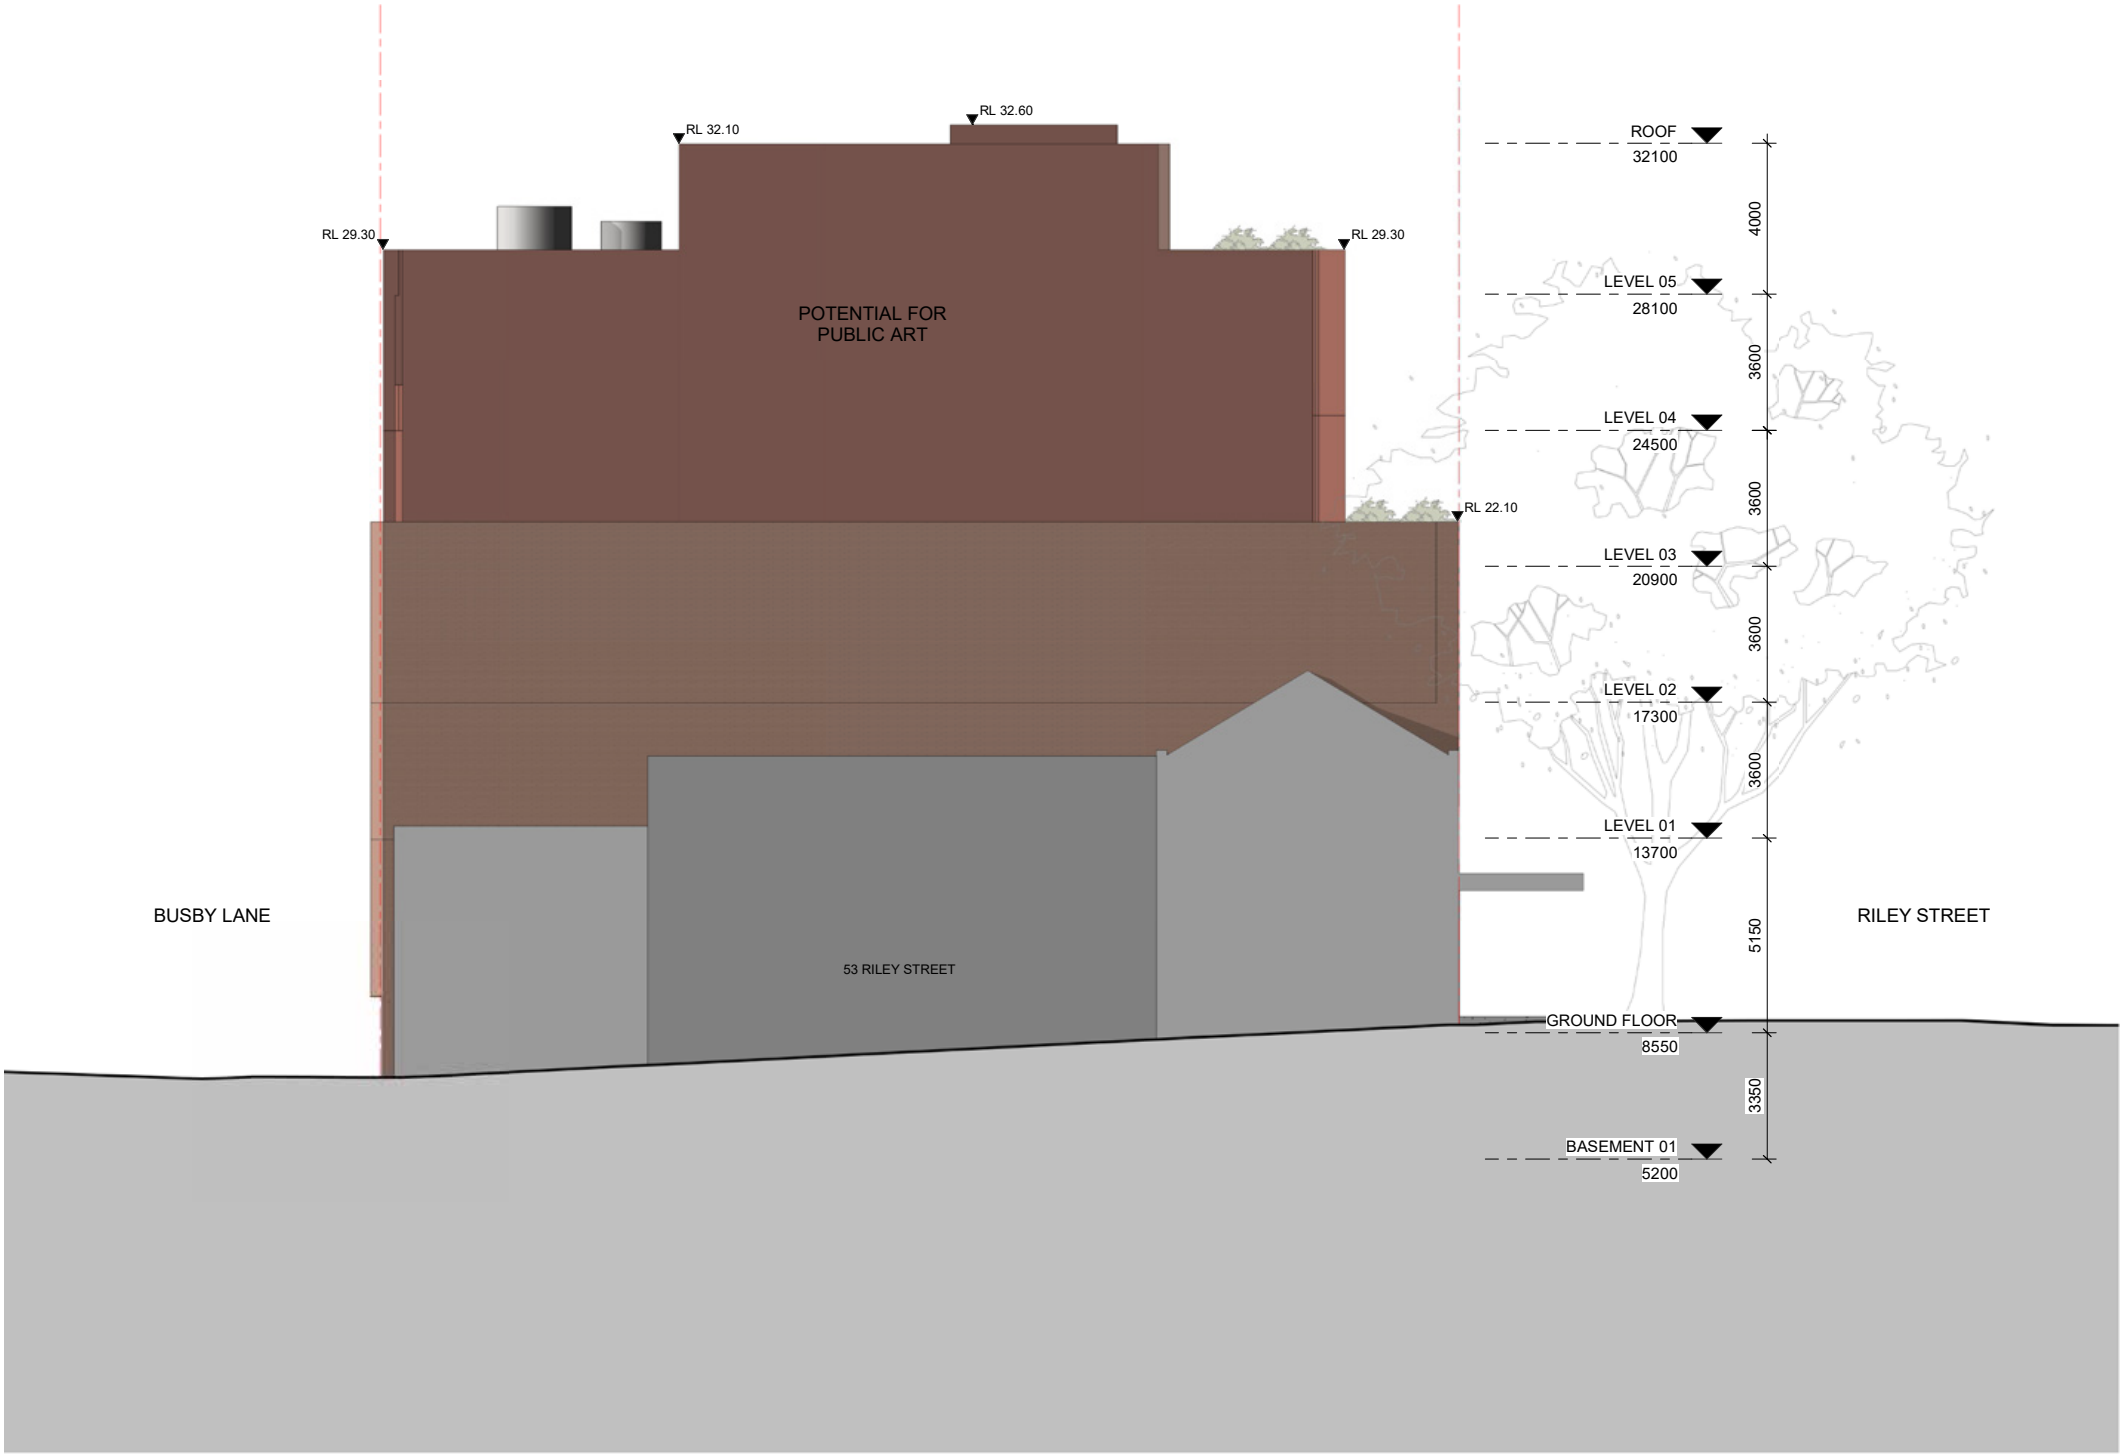 RL 32.60
RL 32.10
ROOF
32100
4000
RL 29.30
RL 29.30
LEVEL 05
28100
POTENTIAL FOR
PUBLIC ART
3600
LEVEL 04
24500
3600
RL 22.10
LEVEL 03
20900
3600
LEVEL 02
17300
3600
LEVEL 01
13700
BUSBY LANE
RILEY STREET
5150
53 RILEY STREET
GROUND FLOOR
8550
3350
BASEMENT 01
5200